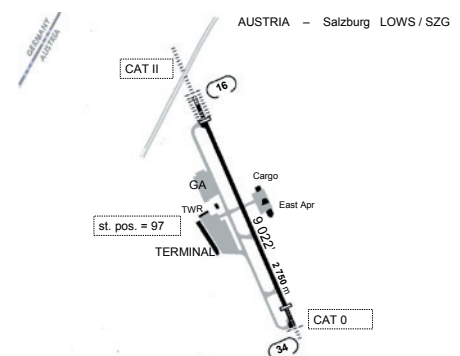 AUSTRIA – Salzburg LOWS / SZG
GERMANY
AUSTRIA
CAT II
16
Cargo
GA
East Apr
TWR
st. pos. = 97
9 022'
TERMINAL
2 750 m
CAT 0
34